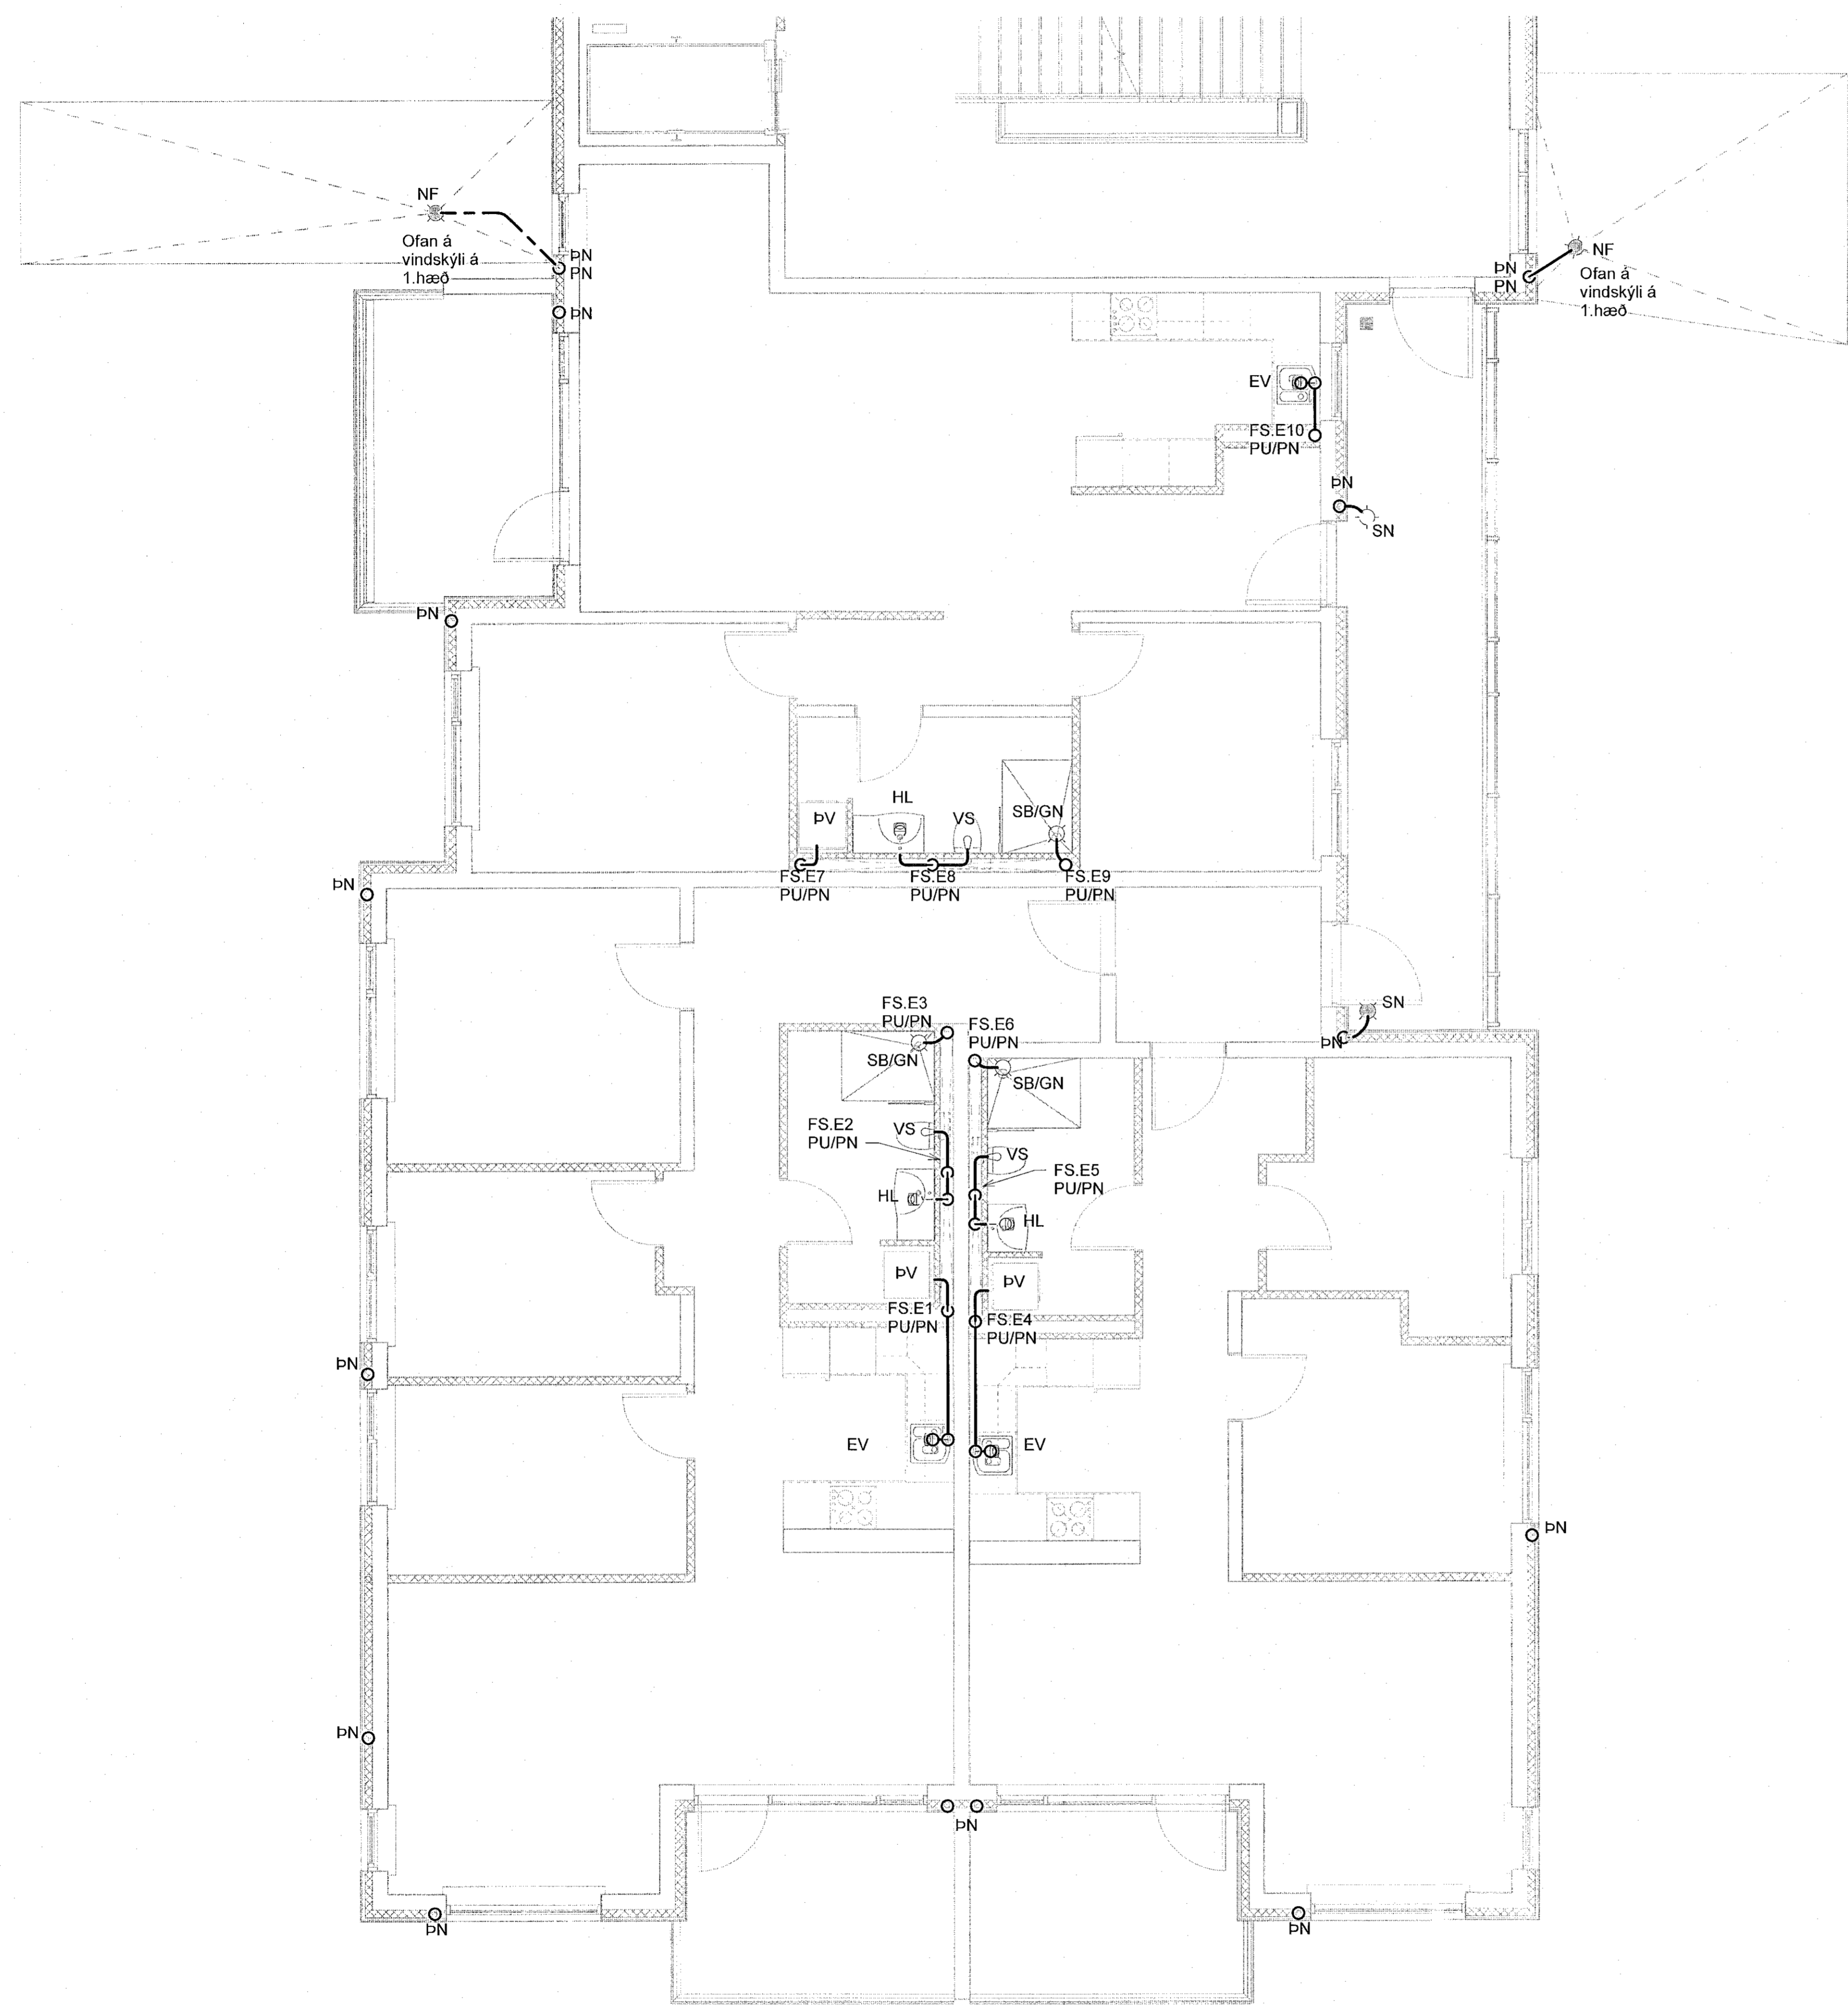 NF
Ofan á
vindskýli á
1.hæð
ÞN
PN
ÞN
NF
ÞN
PN
Ofan á
vindskýli á
1.hæð
EV
FS.E10
PU/PN
ÞN
SN
ÞN
HL
ÞV
VS
SB/GN
FS.E7
PU/PN
FS.E8
PU/PN
FS.E9
PU/PN
ÞN
FS.E3
PU/PN
FS.E6
PU/PN
SN
ÞN
SB/GN
SB/GN
FS.E2
PU/PN
VS
VS
FS.E5
PU/PN
HL
HL
ÞV
ÞV
FS.E1
PU/PN
FS.E4
PU/PN
ÞN
EV
EV
ÞN
ÞN
ÞN
ÞN
ÞN